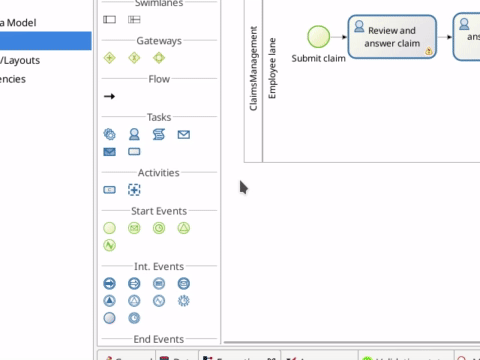 a Model
/Layouts
encies
Swimlanes
Gateways
Flow
Tasks
Activities
Start Events
Int. Events
End Events
ClaimsManagement
Employee lane
Submit claim
Review and
answer claim
ans